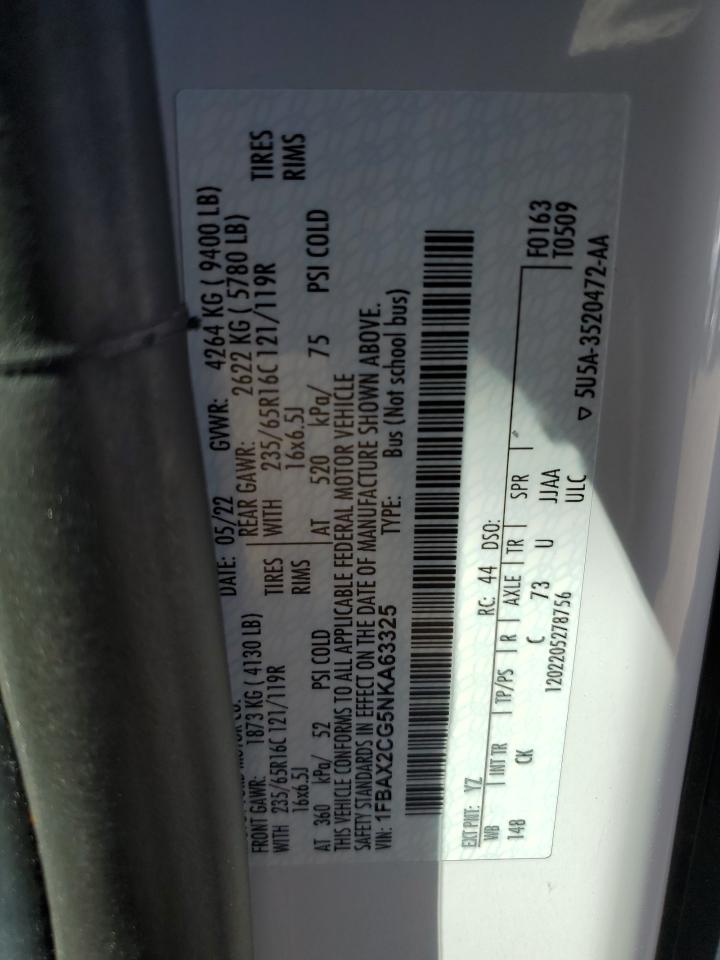 DATE: 05/22 GVWR: 4264 KG ( 9400 LB)
FRONT GAWR: 1873 KG ( 4130 LB) REAR GAWR: 2622 KG ( 5780 LB)
WITH 235/65R16C 121/119R TIRES WITH 235/65R16C 121/119R TIRES
16x6.5J RIMS 16x6.5J RIMS
AT 360 kPa/ 52 PSI COLD AT 520 kPa/ 75 PSI COLD
THIS VEHICLE CONFORMS TO ALL APPLICABLE FEDERAL MOTOR VEHICLE
SAFETY STANDARDS IN EFFECT ON THE DATE OF MANUFACTURE SHOWN ABOVE.
VIN: 1FBAX2CG5NKA63325 TYPE: Bus (Not school bus)
EXT PNT: YZ RC: 44 DSO:
WB INT TR TP/PS R AXLE TR SPR F0163
148 CK C 73 U JJAA T0509
1202205278756 ULC
▽ 5U5A-3520472-AA